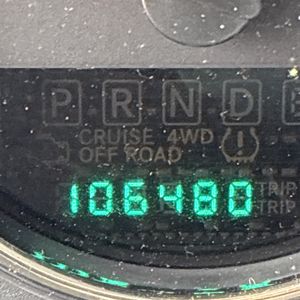 P R N D
CRUISE 4WD
OFF ROAD
106480 TRIP
TRIP